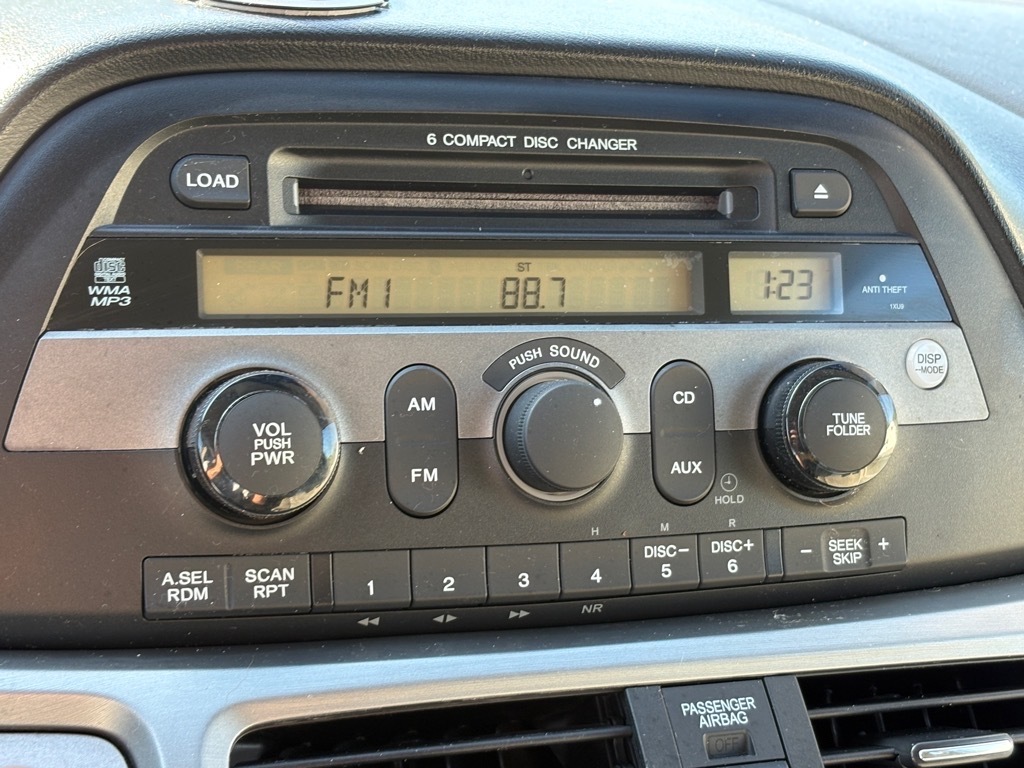 6 COMPACT DISC CHANGER
LOAD
disc
WMA
MP3
ST
FM1 88.7
1:23
ANTI THEFT
1XU9
PUSH SOUND
DISP
MODE
VOL
PUSH
PWR
AM
FM
CD
AUX
HOLD
TUNE
FOLDER
H M R
A.SEL
RDM
SCAN
RPT
1
2
3
4
DISC-
5
DISC+
6
- SEEK +
SKIP
NR
PASSENGER
AIRBAG
OFF